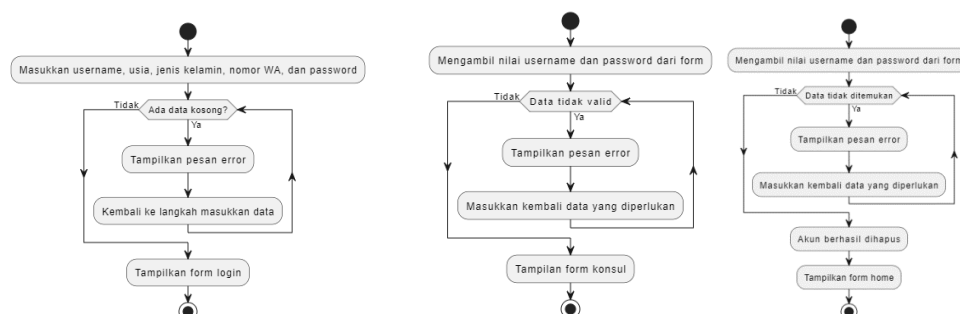 Masukkan username, usia, jenis kelamin, nomor WA, dan password
Tidak
Ada data kosong?
Ya
Tampilkan pesan error
Kembali ke langkah masukkan data
Tampilkan form login
Mengambil nilai username dan password dari form
Tidak
Data tidak valid
Ya
Tampilkan pesan error
Masukkan kembali data yang diperlukan
Tampilan form konsul
Mengambil nilai username dan password dari form
Tidak
Data tidak ditemukan
Ya
Tampilkan pesan error
Masukkan kembali data yang diperlukan
Akun berhasil dihapus
Tampilkan form home